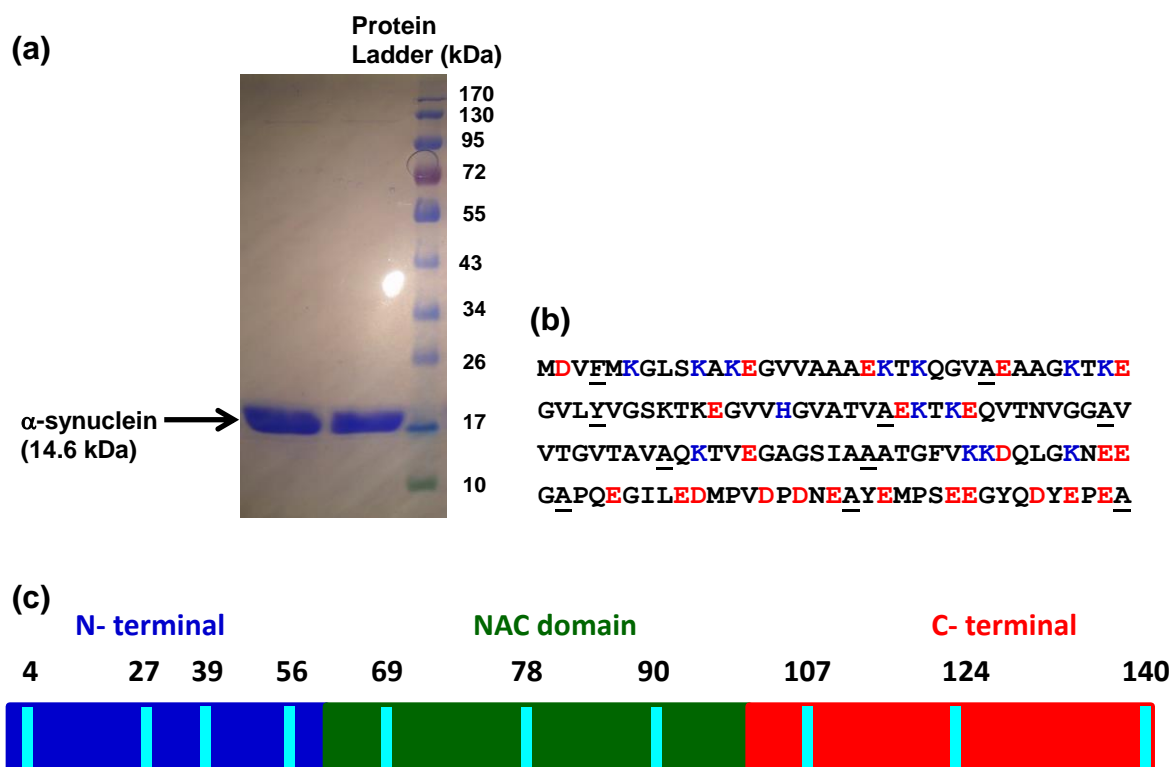 (a)
Protein
Ladder (kDa)
170
130
95
72
55
43
34
26
17
10
α-synuclein
(14.6 kDa)
(b)
MDVFMKGLSKAKEGVVAAAEKTKQGVAEAAGKTKE
GVLYVGSKTKEGVVHGVATVAEKTKEQVTNVGGAV
VTGVTAVAQKTVEGAGSIAAATGFVKKDQLGKNEE
GAPQEGILEDMPVDPDNEAYEMPSEEGYQDYEPEA
(c)
N- terminal NAC domain C- terminal
4 27 39 56 69 78 90 107 124 140